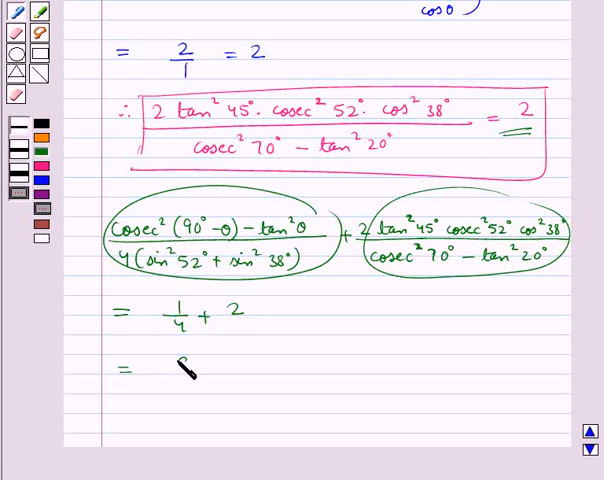 cos θ )
= 2/1 = 2
∴ 2 tan² 45° · cosec² 52° · cos² 38° / cosec² 70° − tan² 20° = 2
cosec² (90° − θ) − tan² θ / 4 (sin² 52° + sin² 38°) + 2 tan² 45° cosec² 52° cos² 38° / cosec² 70° − tan² 20°
= 1/4 + 2
=